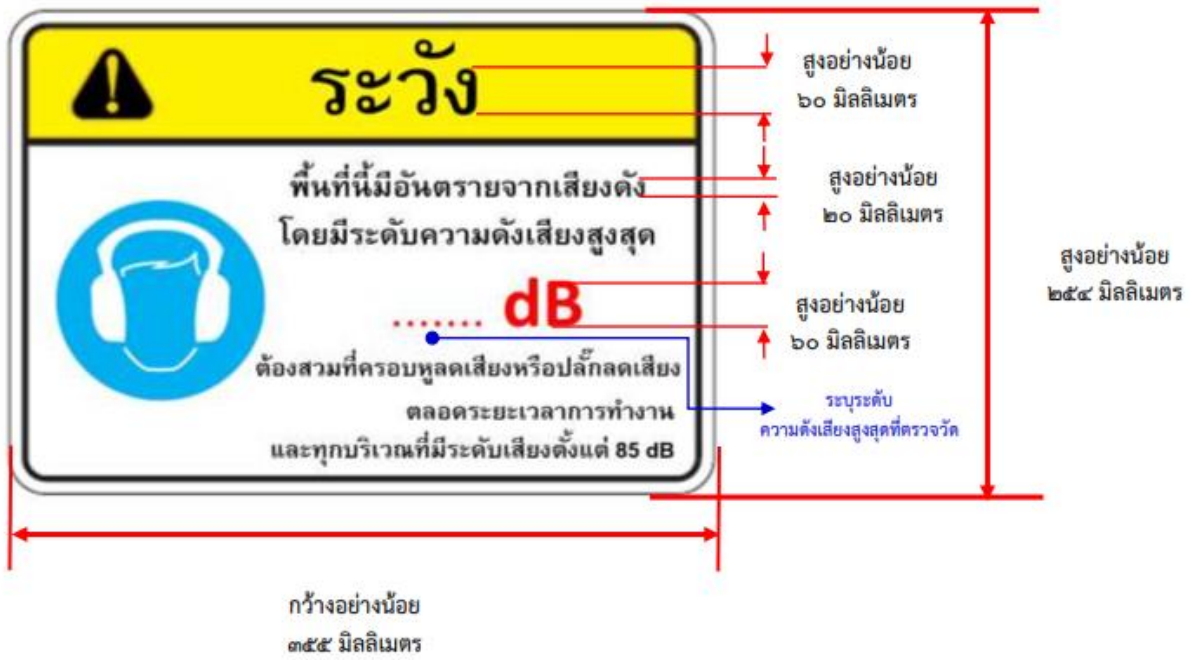 ระวัง
พื้นที่นี้มีอันตรายจากเสียงดัง
โดยมีระดับความดังเสียงสูงสุด
....... dB
ต้องสวมที่ครอบหูลดเสียงหรือปลั๊กลดเสียง
ตลอดระยะเวลาการทำงาน
และทุกบริเวณที่มีระดับเสียงตั้งแต่ 85 dB
สูงอย่างน้อย
๖๐ มิลลิเมตร
สูงอย่างน้อย
๒๐ มิลลิเมตร
สูงอย่างน้อย
๖๐ มิลลิเมตร
ระบุระดับ
ความดังเสียงสูงสุดที่ตรวจวัด
สูงอย่างน้อย
๒๕๔ มิลลิเมตร
กว้างอย่างน้อย
๓๕๕ มิลลิเมตร